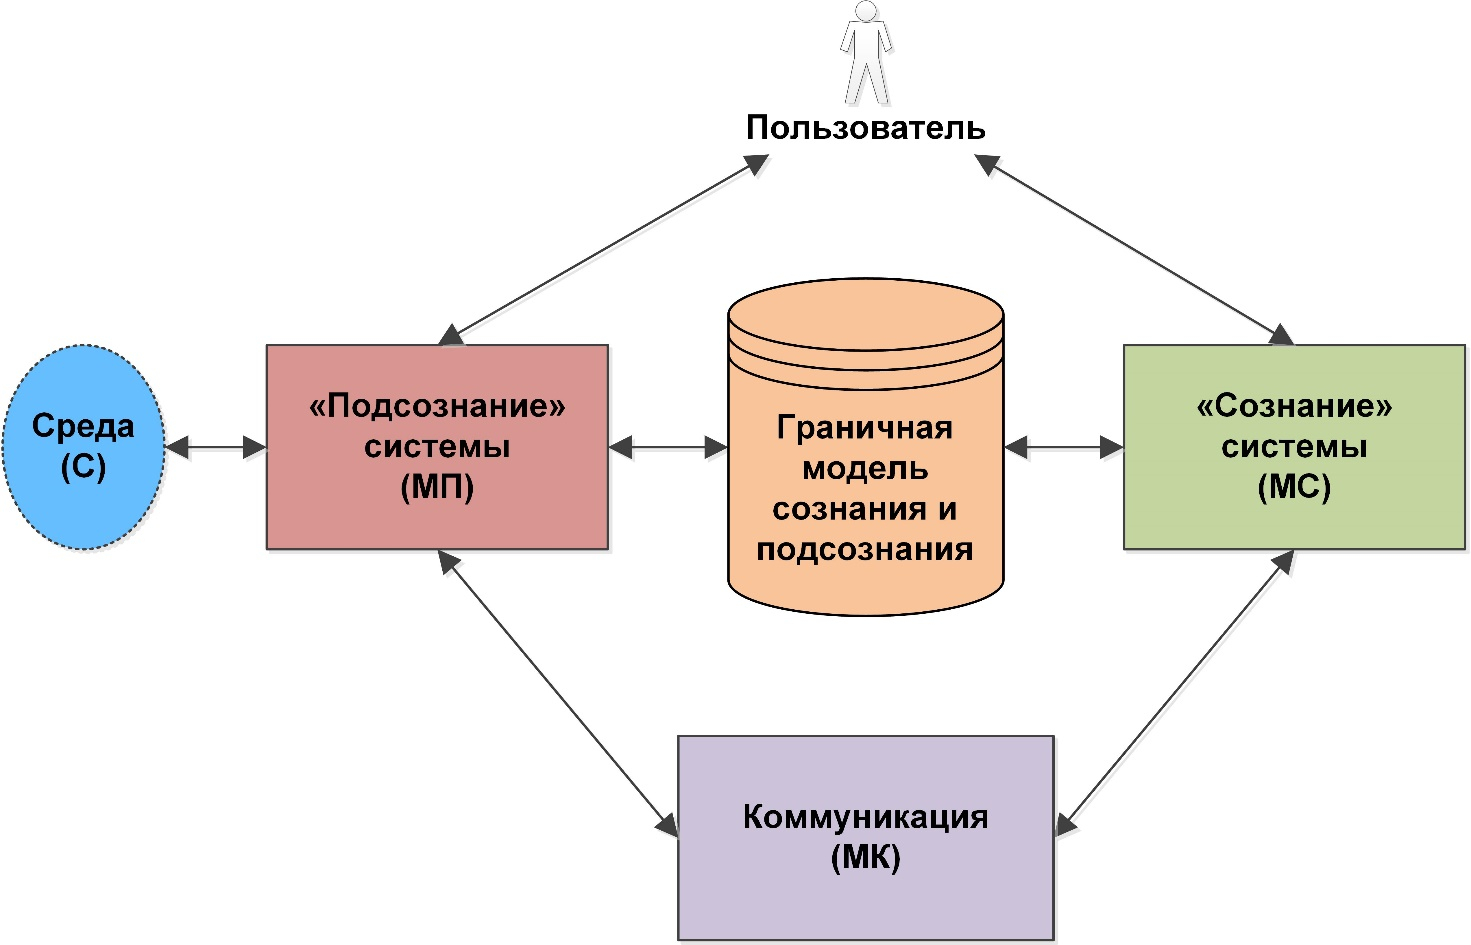 Пользователь
Среда
(С)
«Подсознание»
системы
(МП)
Граничная
модель
сознания и
подсознания
«Сознание»
системы
(МС)
Коммуникация
(МК)